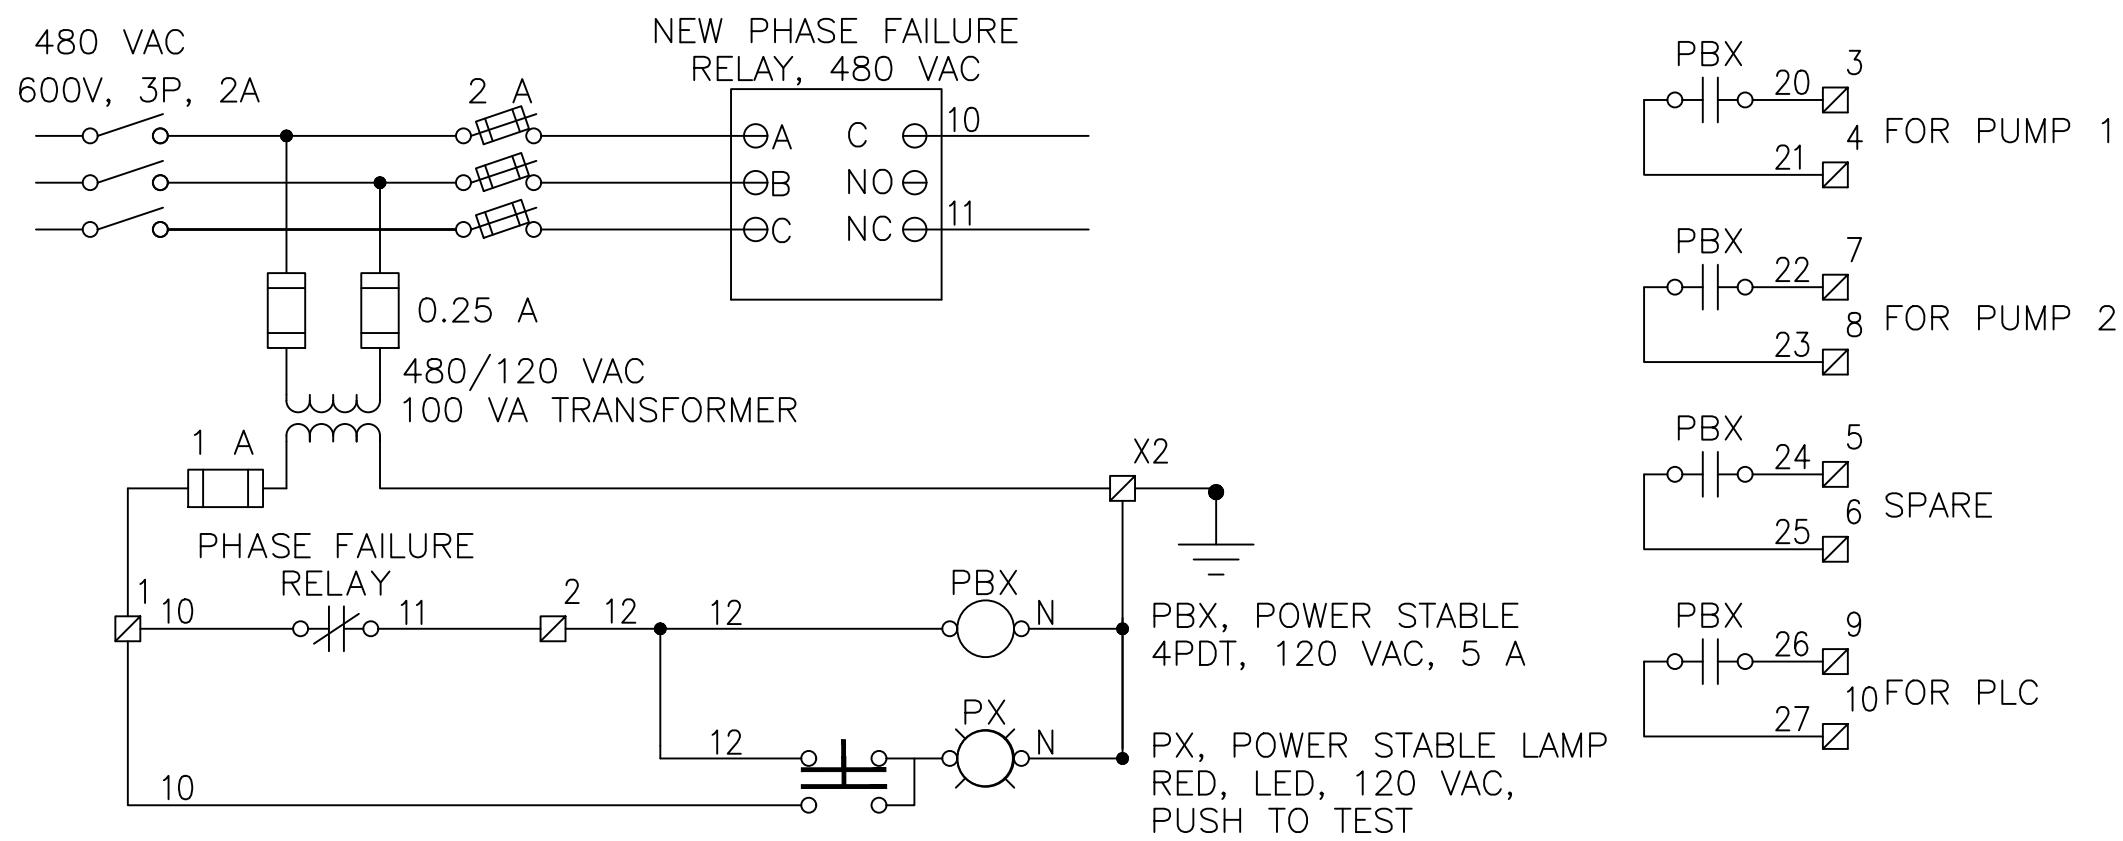 480 VAC
600V, 3P, 2A
2 A
NEW PHASE FAILURE
RELAY, 480 VAC
A
B
C
C
NO
NC
10
11
0.25 A
480/120 VAC
100 VA TRANSFORMER
1 A
X2
PHASE FAILURE
RELAY
1
10
11
2
12
12
PBX
N
PBX, POWER STABLE
4PDT, 120 VAC, 5 A
12
PX
N
PX, POWER STABLE LAMP
RED, LED, 120 VAC,
PUSH TO TEST
10
PBX
20
3
21
4
FOR PUMP 1
PBX
22
7
23
8
FOR PUMP 2
PBX
24
5
25
6
SPARE
PBX
26
9
27
10
FOR PLC